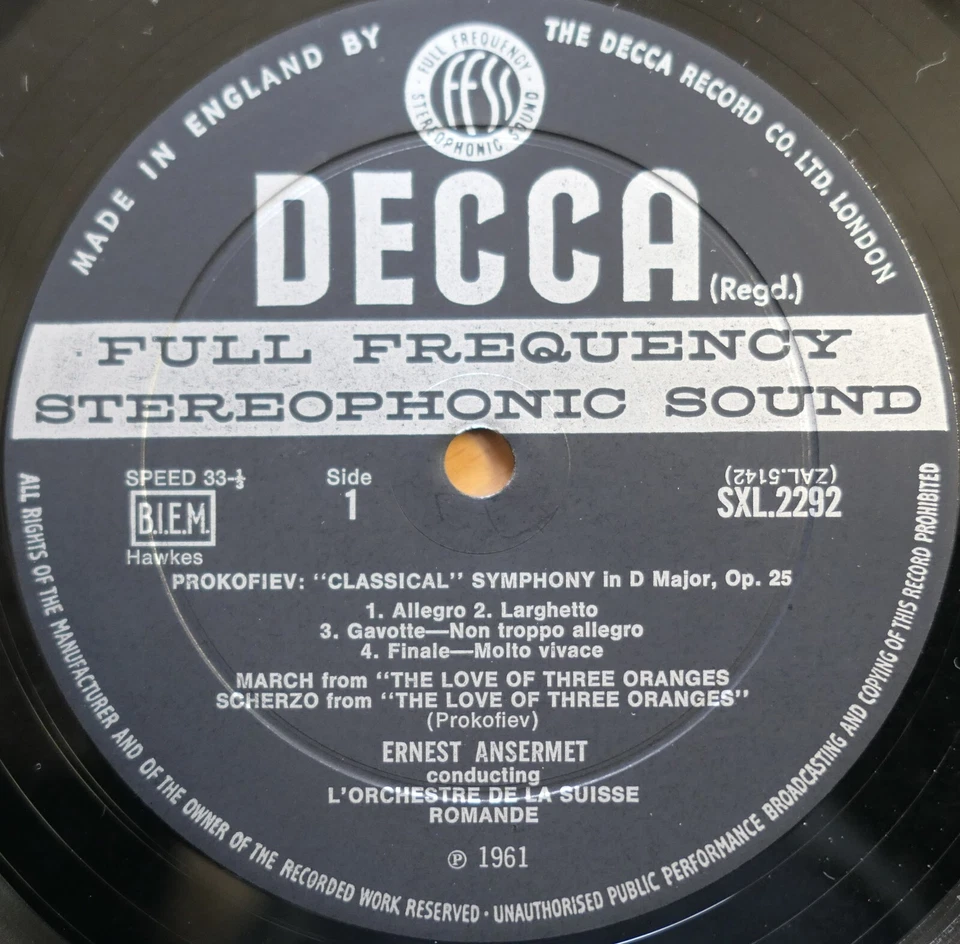 MADE IN ENGLAND BY
THE DECCA RECORD CO. LTD. LONDON
FULL FREQUENCY
FFSS
STEREOPHONIC SOUND
DECCA (Regd.)
FULL FREQUENCY
STEREOPHONIC SOUND
SPEED 33-⅓
Side
1
(ZAL.5142)
SXL.2292
B.I.E.M.
Hawkes
PROKOFIEV: “CLASSICAL” SYMPHONY in D Major, Op. 25
1. Allegro 2. Larghetto
3. Gavotte—Non troppo allegro
4. Finale—Molto vivace
MARCH from “THE LOVE OF THREE ORANGES
SCHERZO from “THE LOVE OF THREE ORANGES”
(Prokofiev)
ERNEST ANSERMET
conducting
L'ORCHESTRE DE LA SUISSE
ROMANDE
℗ 1961
ALL RIGHTS OF THE MANUFACTURER AND OF THE OWNER OF THE RECORDED WORK RESERVED · UNAUTHORISED PUBLIC PERFORMANCE BROADCASTING AND COPYING OF THIS RECORD PROHIBITED